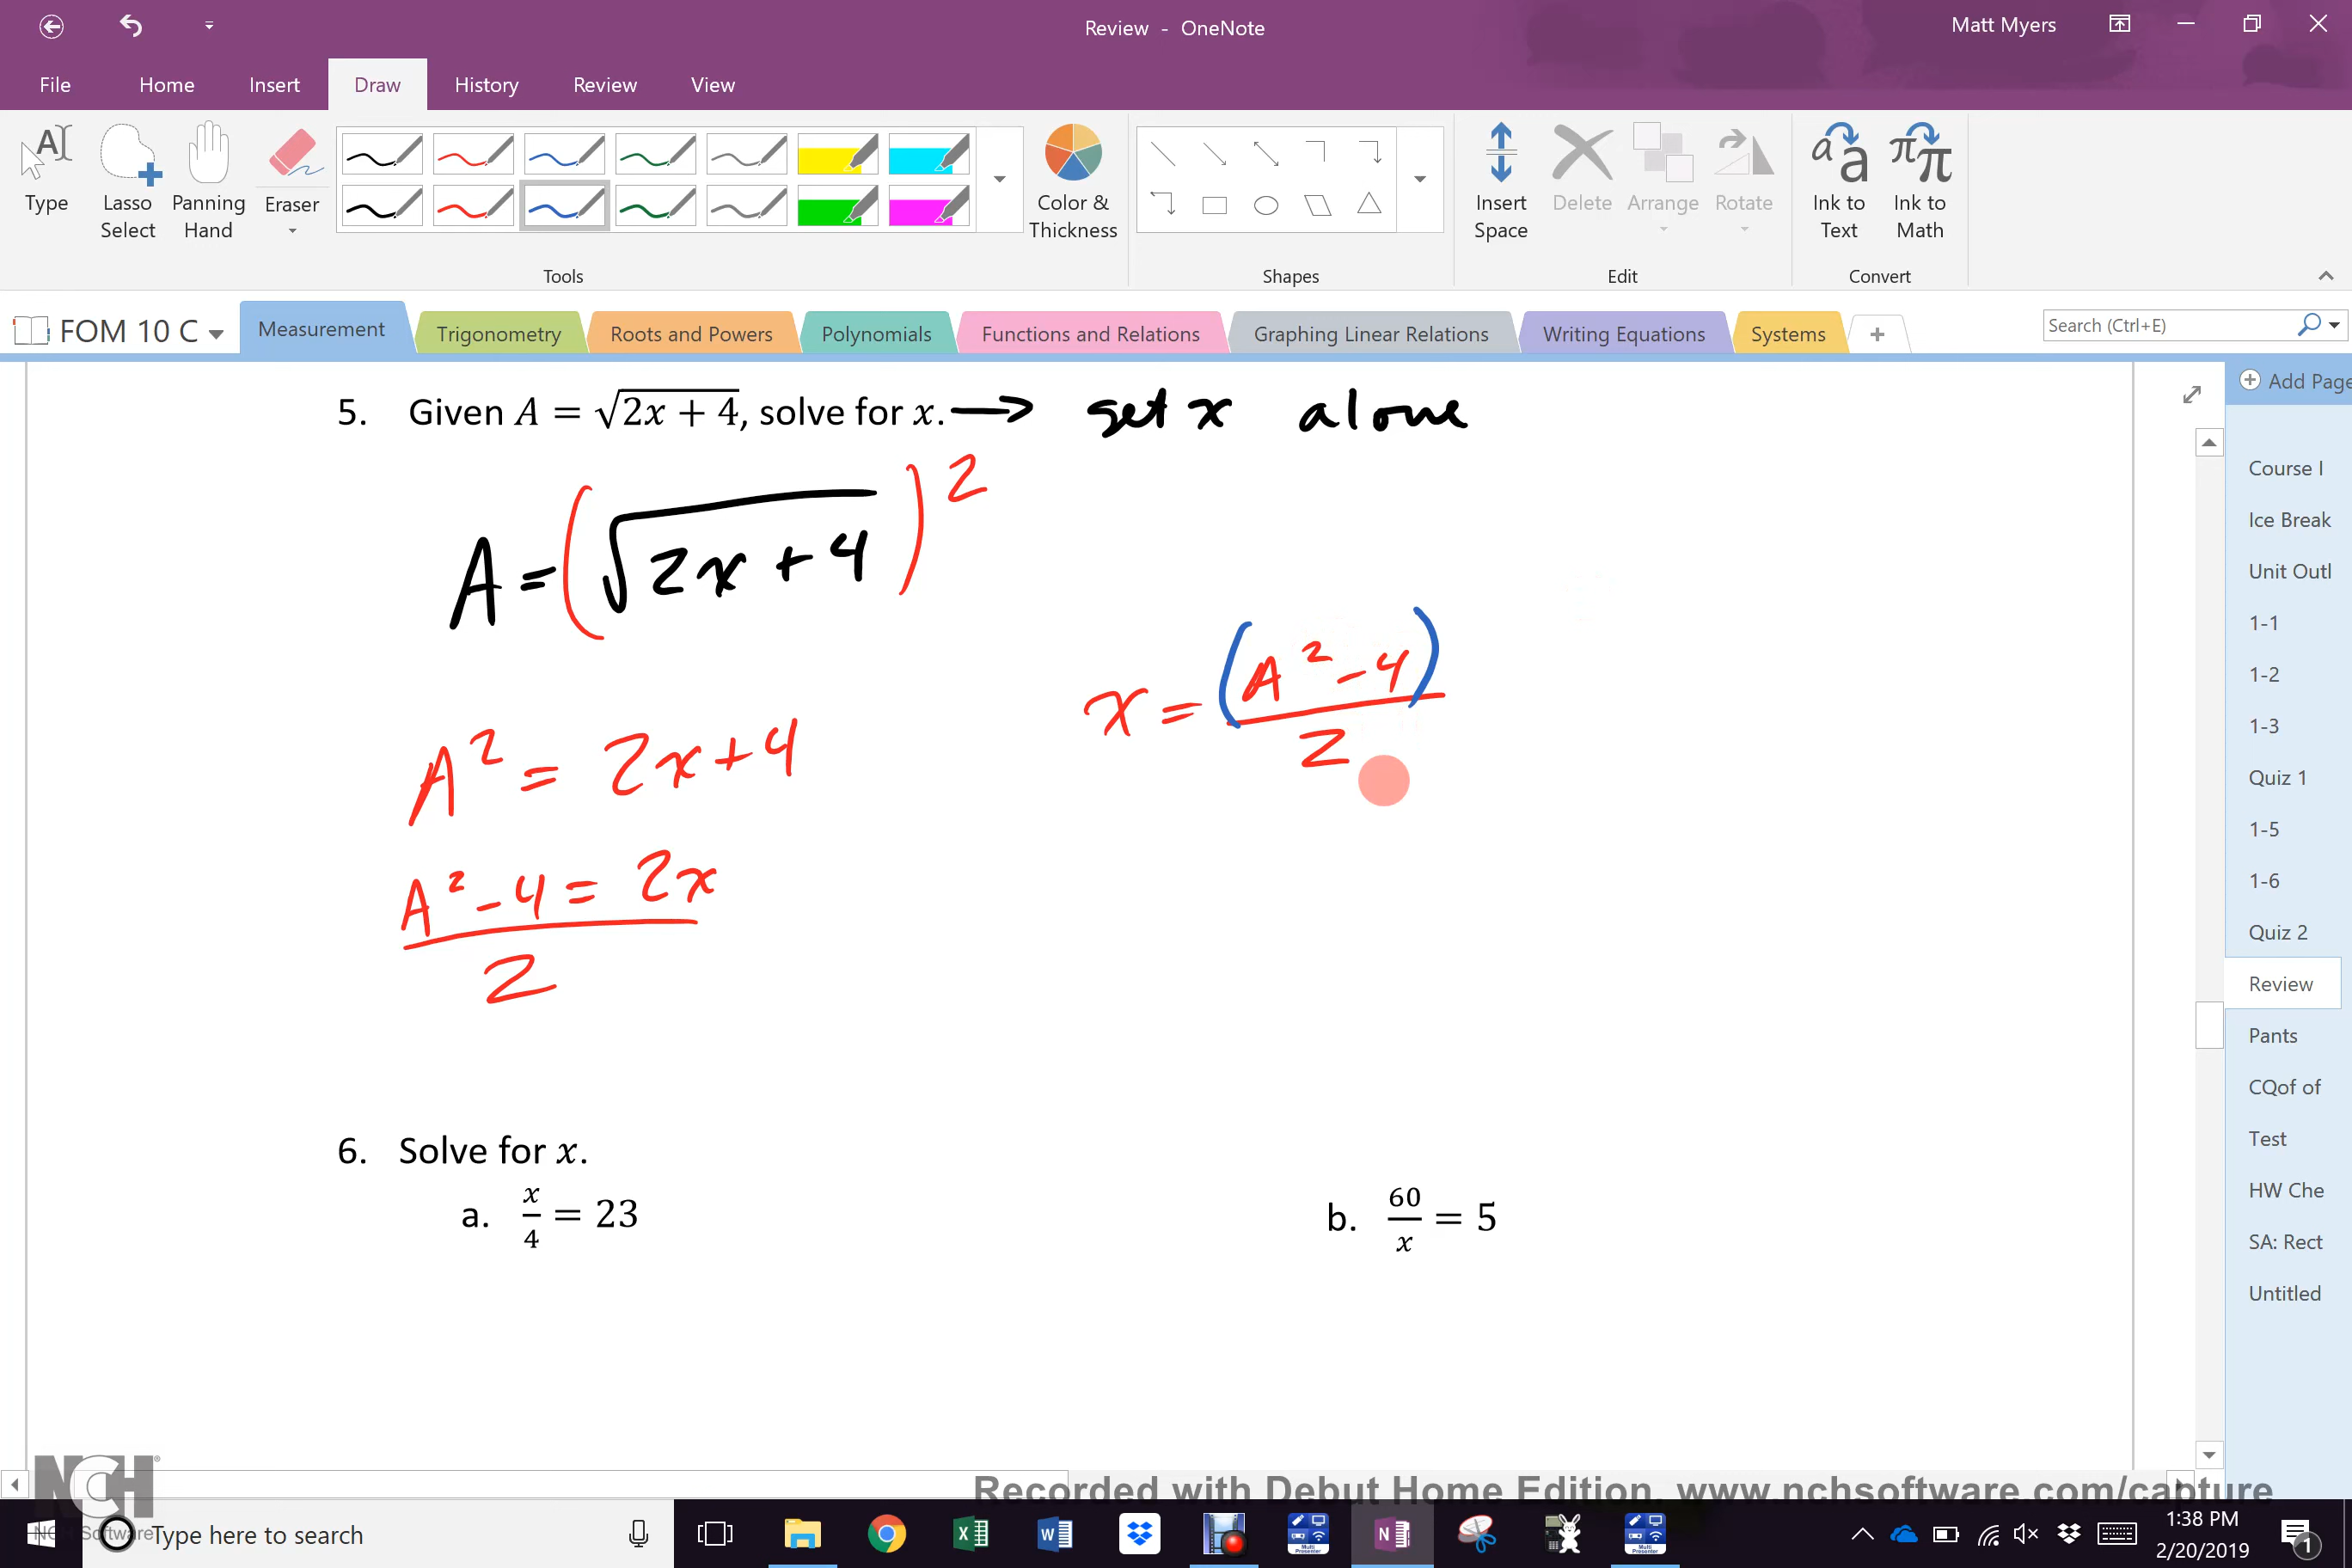 Review - OneNote
Matt Myers
File Home Insert Draw History Review View
Type
Lasso Select
Panning Hand
Eraser
Color & Thickness
Insert Space
Delete
Arrange
Rotate
Ink to Text
Ink to Math
Tools
Shapes
Edit
Convert
FOM 10 C
Measurement
Trigonometry
Roots and Powers
Polynomials
Functions and Relations
Graphing Linear Relations
Writing Equations
Systems
+
Search (Ctrl+E)
Add Page
5. Given A = √(2x + 4), solve for x. → get x alone
A = (√(2x + 4))²
x = (A² - 4)/2
A² = 2x + 4
A² - 4 = 2x
2
6. Solve for x.
a. x/4 = 23
b. 60/x = 5
Course I
Ice Break
Unit Outl
1-1
1-2
1-3
Quiz 1
1-5
1-6
Quiz 2
Review
Pants
CQof of
Test
HW Che
SA: Rect
Untitled
NCH
NCH Software
Recorded with Debut Home Edition. www.nchsoftware.com/capture
Type here to search
1:38 PM
2/20/2019
1